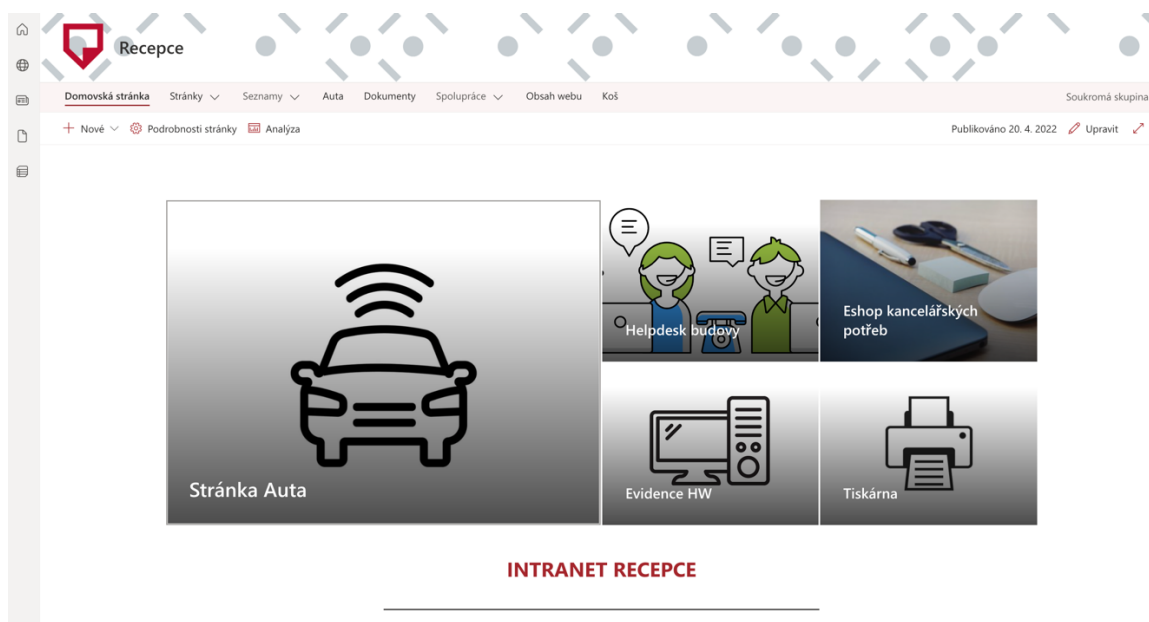 Recepce
Domovská stránka Stránky Seznamy Auta Dokumenty Spolupráce Obsah webu Koš Soukromá skupina
Nové Podrobnosti stránky Analýza Publikováno 20. 4. 2022 Upravit
Stránka Auta
Helpdesk budovy
Eshop kancelářských
potřeb
Evidence HW
Tiskárna
INTRANET RECEPCE